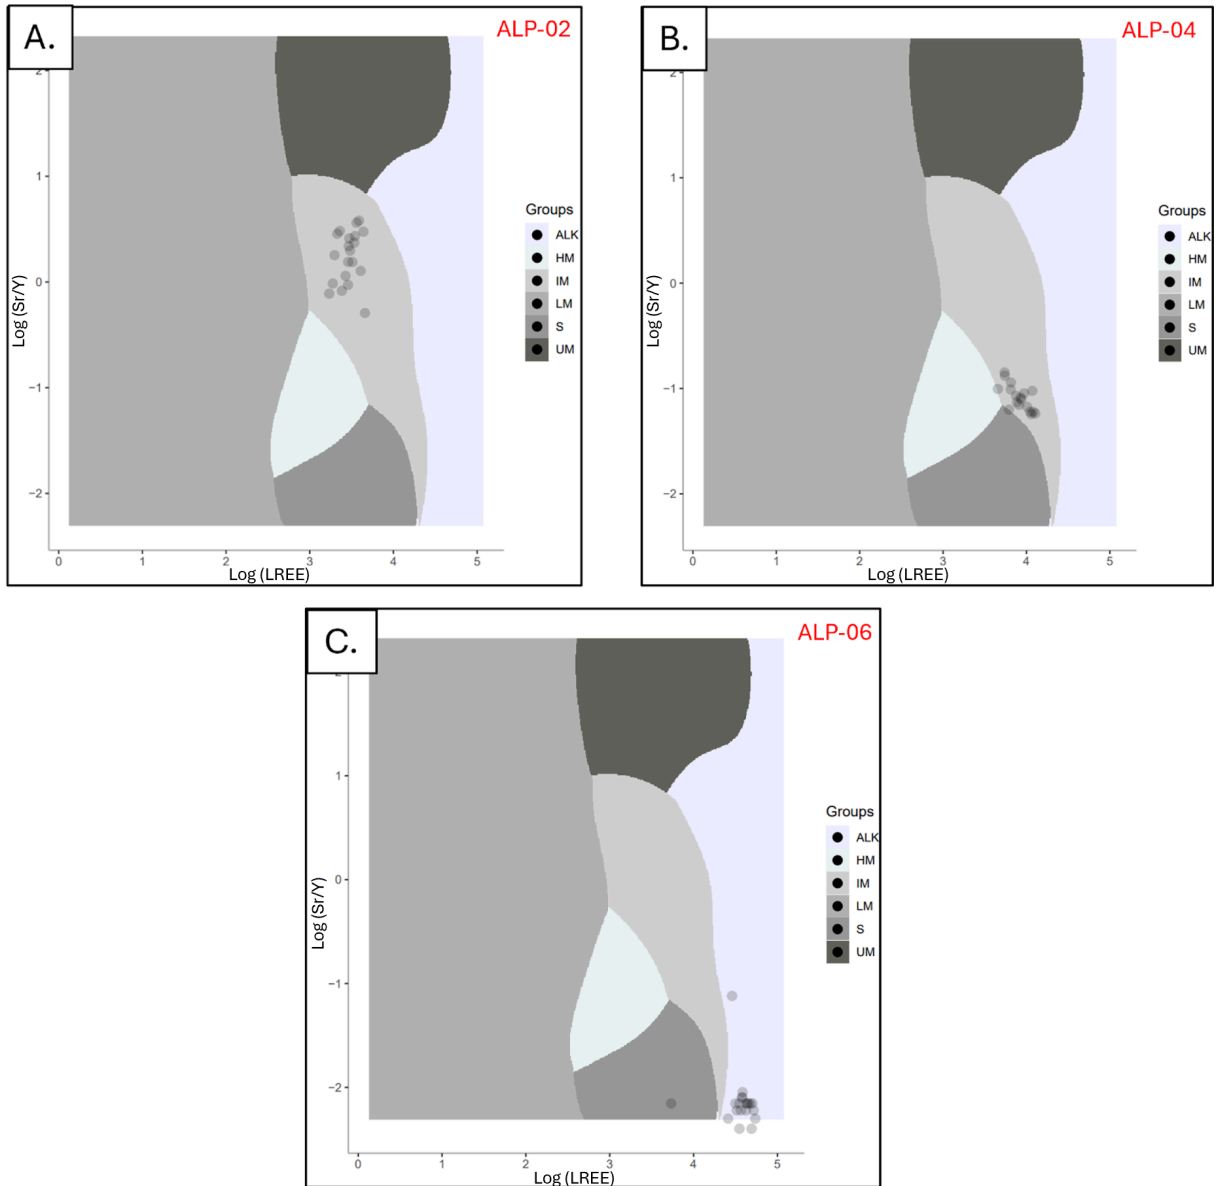 A.
ALP-02
2
1
0
−1
−2
Log (Sr/Y)
0 1 2 3 4 5
Log (LREE)
Groups
ALK
HM
IM
LM
S
UM
B.
ALP-04
2
1
0
−1
−2
Log (Sr/Y)
0 1 2 3 4 5
Log (LREE)
Groups
ALK
HM
IM
LM
S
UM
C.
ALP-06
1
0
−1
−2
Log (Sr/Y)
0 1 2 3 4 5
Log (LREE)
Groups
ALK
HM
IM
LM
S
UM